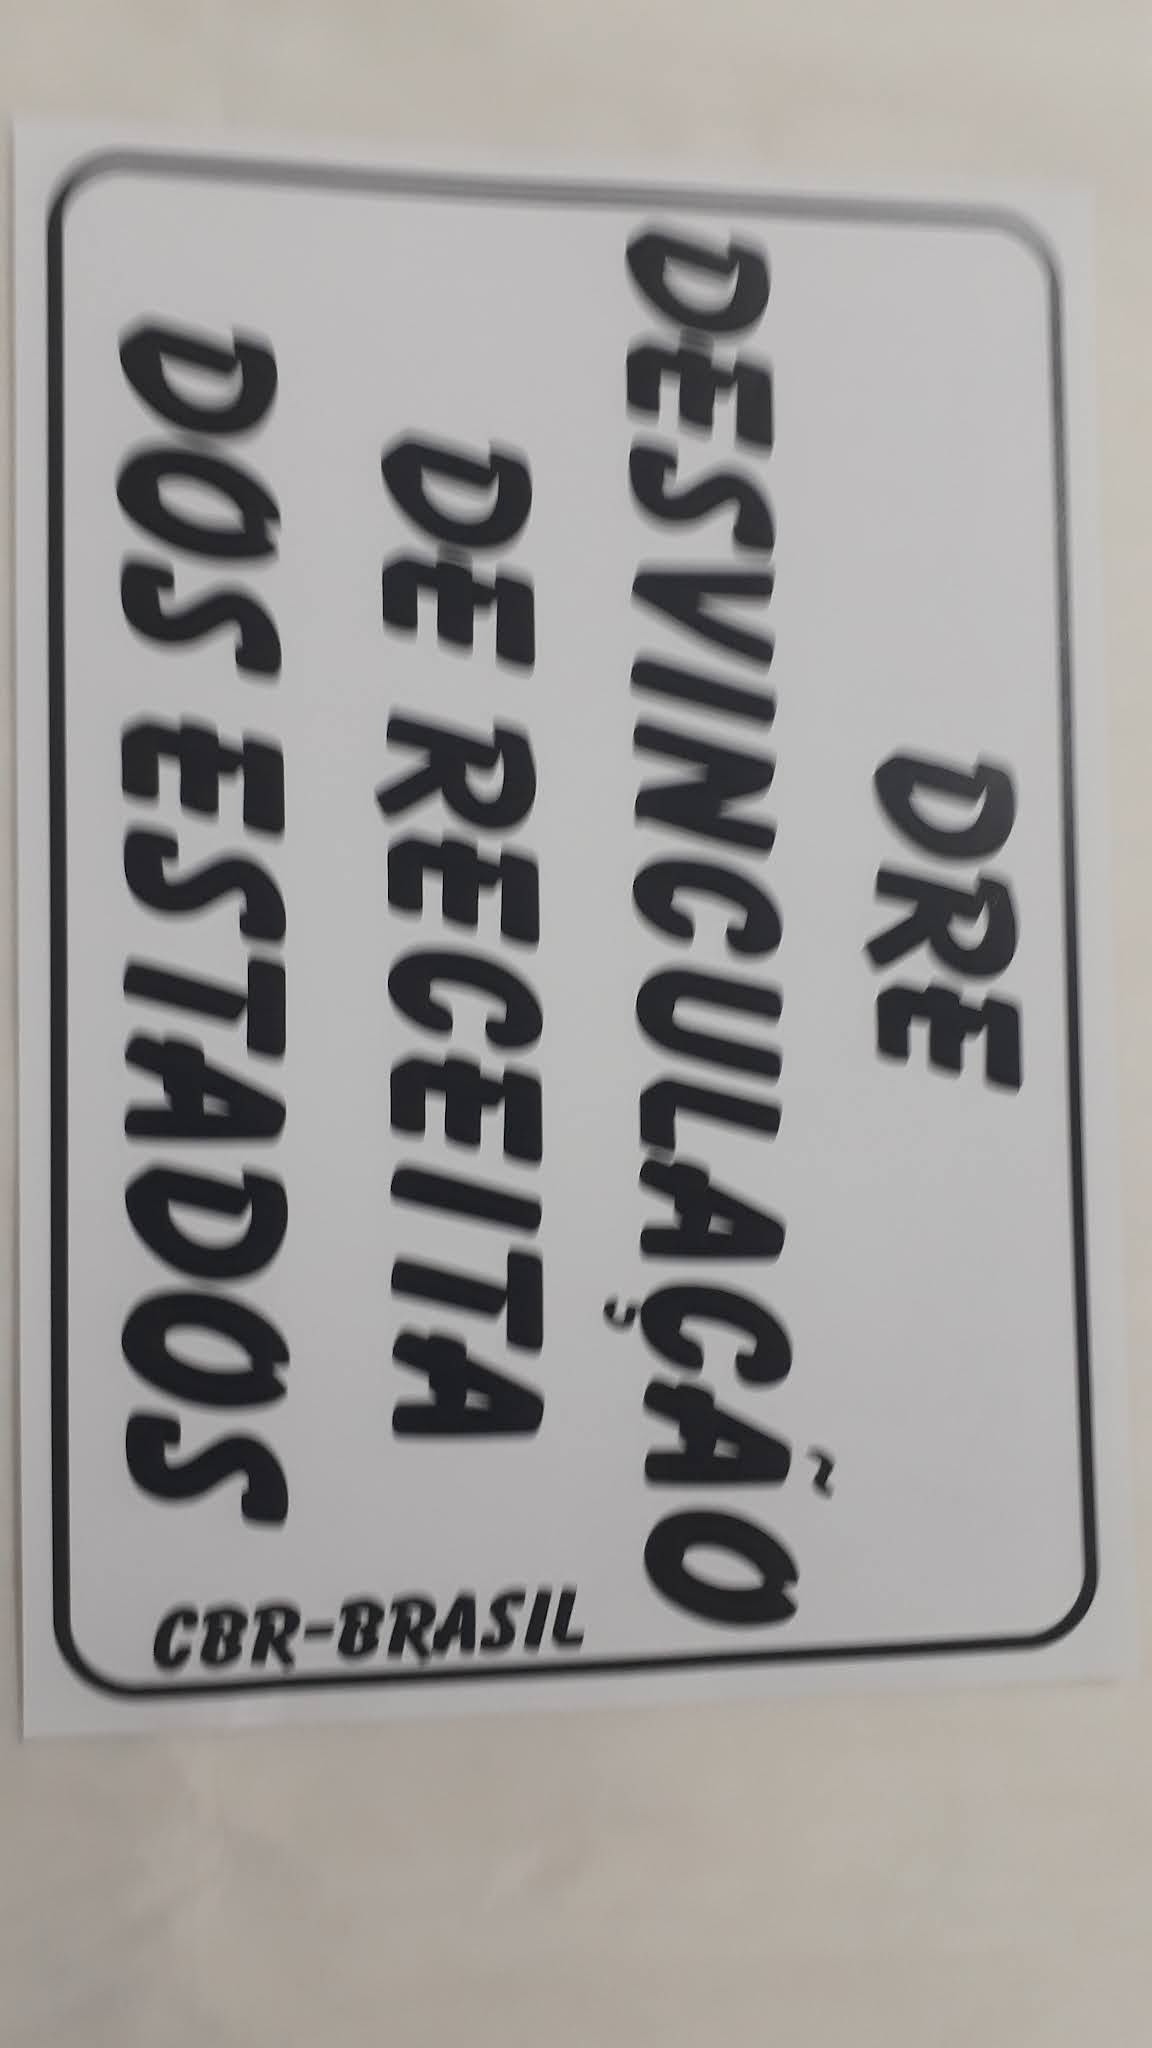 DRE
DESVINCULAÇÃO
DE RECEITA
DOS ESTADOS
CBR-BRASIL